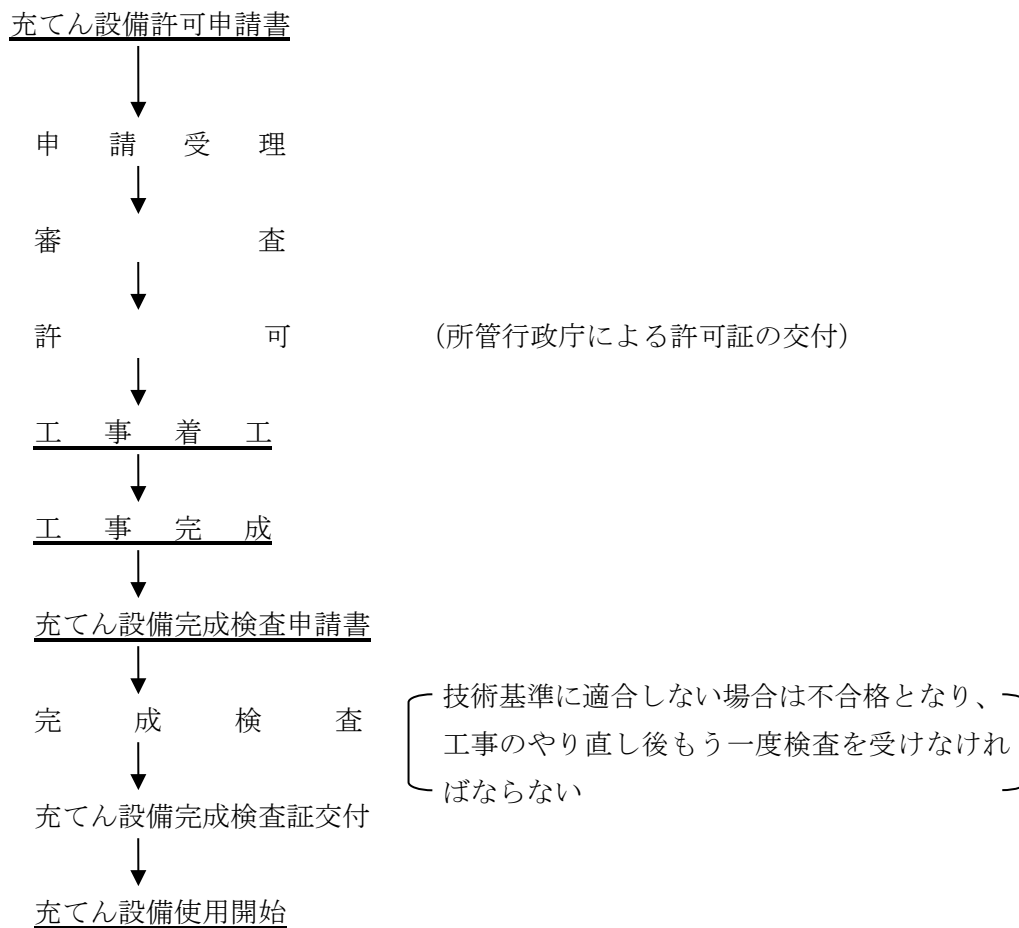 充てん設備許可申請書
申請受理
審査
許可 （所管行政庁による許可証の交付）
工事着工
工事完成
充てん設備完成検査申請書
完成検査
技術基準に適合しない場合は不合格となり、
工事のやり直し後もう一度検査を受けなけれ
ばならない
充てん設備完成検査証交付
充てん設備使用開始